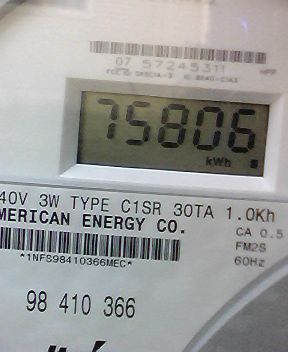 07 57245311
75806
kWh
40V 3W TYPE C1SR 30TA 1.0Kh
MERICAN ENERGY CO.
CA 0.5
FM2S
*1NFS98410366MEC*
60Hz
98 410 366